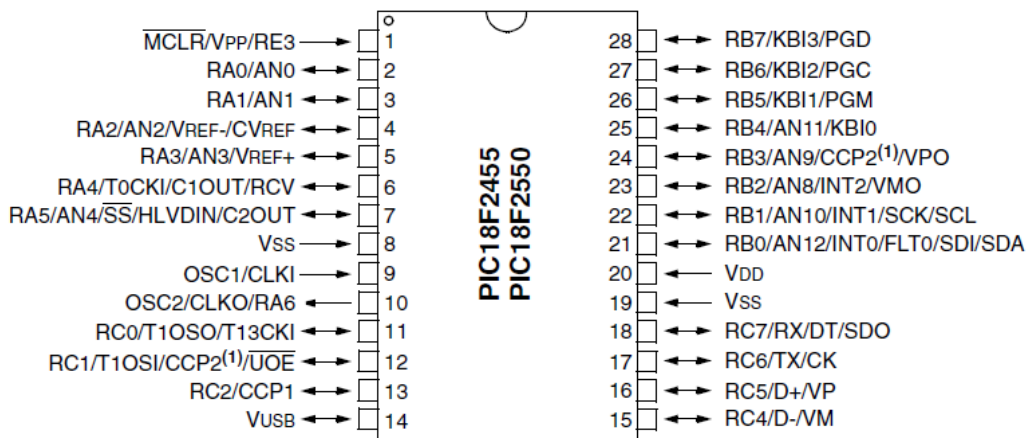 MCLR/VPP/RE3 1
RA0/AN0 2
RA1/AN1 3
RA2/AN2/VREF-/CVREF 4
RA3/AN3/VREF+ 5
RA4/T0CKI/C1OUT/RCV 6
RA5/AN4/SS/HLVDIN/C2OUT 7
VSS 8
OSC1/CLKI 9
OSC2/CLKO/RA6 10
RC0/T1OSO/T13CKI 11
RC1/T1OSI/CCP2(1)/UOE 12
RC2/CCP1 13
VUSB 14
PIC18F2455
PIC18F2550
28 RB7/KBI3/PGD
27 RB6/KBI2/PGC
26 RB5/KBI1/PGM
25 RB4/AN11/KBI0
24 RB3/AN9/CCP2(1)/VPO
23 RB2/AN8/INT2/VMO
22 RB1/AN10/INT1/SCK/SCL
21 RB0/AN12/INT0/FLT0/SDI/SDA
20 VDD
19 VSS
18 RC7/RX/DT/SDO
17 RC6/TX/CK
16 RC5/D+/VP
15 RC4/D-/VM